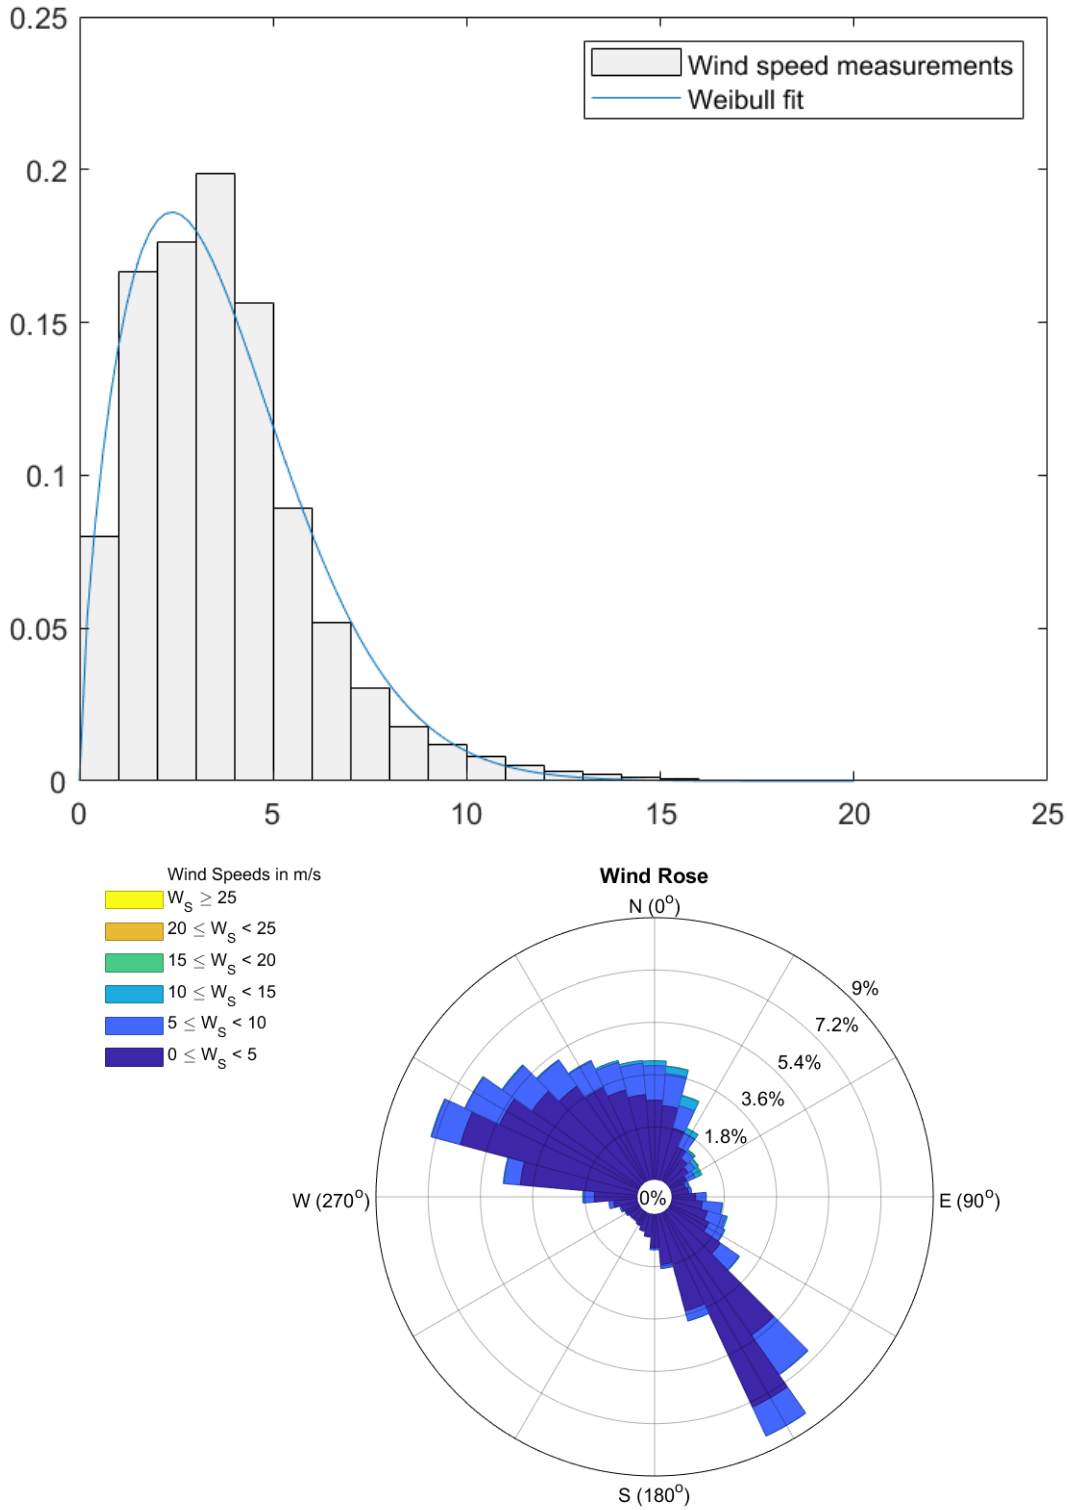 0.25
Wind speed measurements
Weibull fit
0.2
0.15
0.1
0.05
0
0 5 10 15 20 25
Wind Speeds in m/s
W_S ≥ 25
20 ≤ W_S < 25
15 ≤ W_S < 20
10 ≤ W_S < 15
5 ≤ W_S < 10
0 ≤ W_S < 5
Wind Rose
N (0°)
9%
7.2%
5.4%
3.6%
1.8%
0%
W (270°)
E (90°)
S (180°)